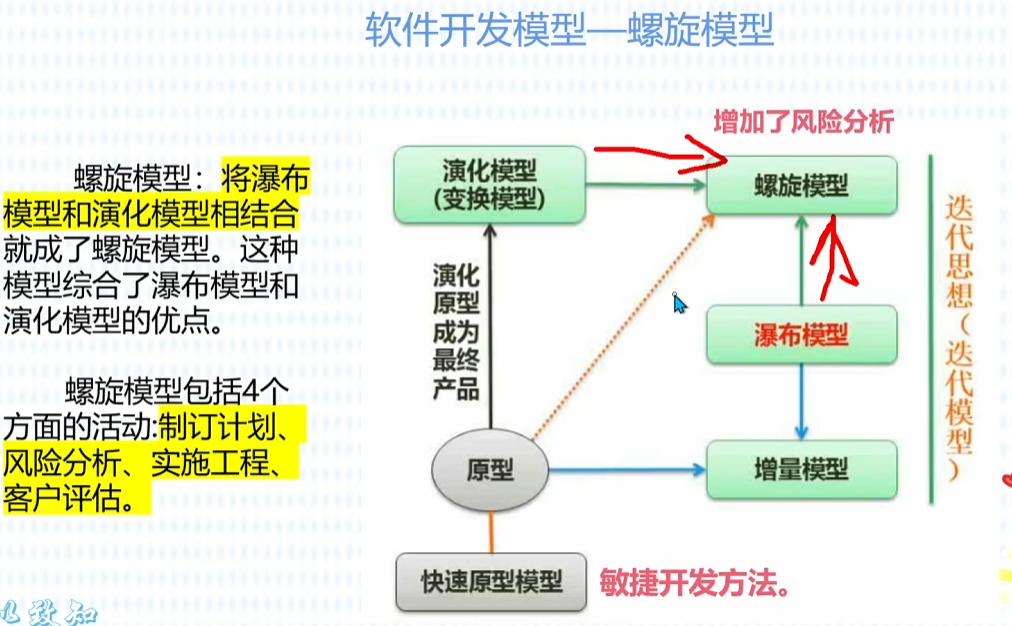 软件开发模型—螺旋模型
螺旋模型：将瀑布
模型和演化模型相结合
就成了螺旋模型。这种
模型综合了瀑布模型和
演化模型的优点。
螺旋模型包括4个
方面的活动:制订计划、
风险分析、实施工程、
客户评估。
增加了风险分析
演化模型
(变换模型)
螺旋模型
演化
原型
成为
最终
产品
瀑布模型
原型
增量模型
快速原型模型
敏捷开发方法。
迭代思想（迭代模型）
以致知